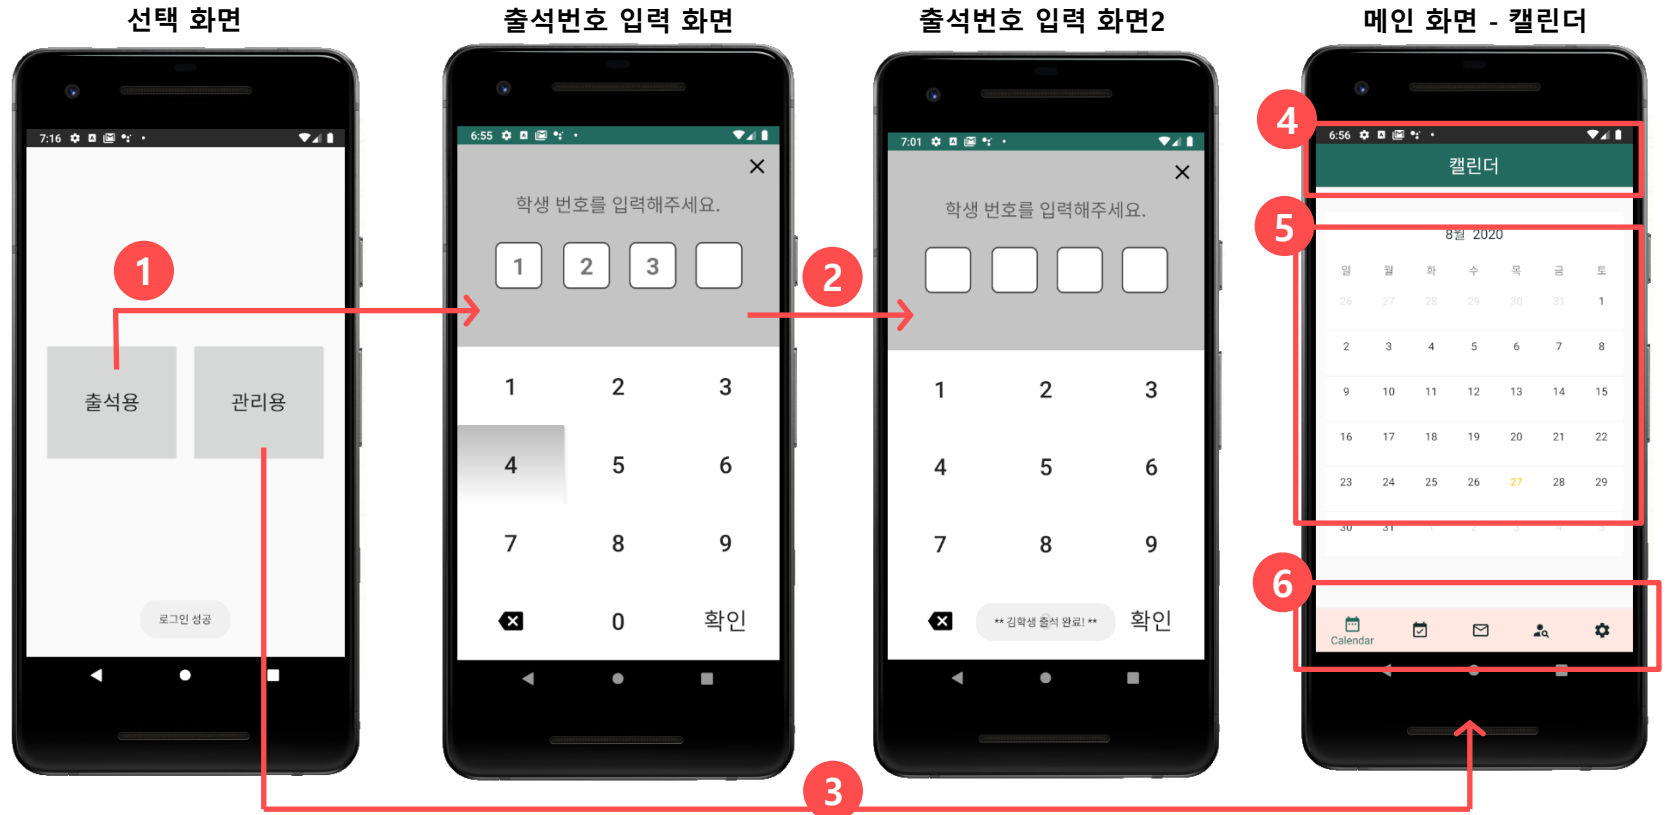 선택 화면
출석번호 입력 화면
출석번호 입력 화면2
메인 화면 - 캘린더
7:16
출석용
관리용
로그인 성공
1
6:55
학생 번호를 입력해주세요.
1 2 3
1 2 3
4 5 6
7 8 9
0 확인
2
7:01
학생 번호를 입력해주세요.
1 2 3
4 5 6
7 8 9
** 김학생 출석 완료! ** 확인
3
4
6:56
캘린더
5
8월 2020
일 월 화 수 목 금 토
26 27 28 29 30 31 1
2 3 4 5 6 7 8
9 10 11 12 13 14 15
16 17 18 19 20 21 22
23 24 25 26 27 28 29
30 31 1 2 3 4 5
6
Calendar